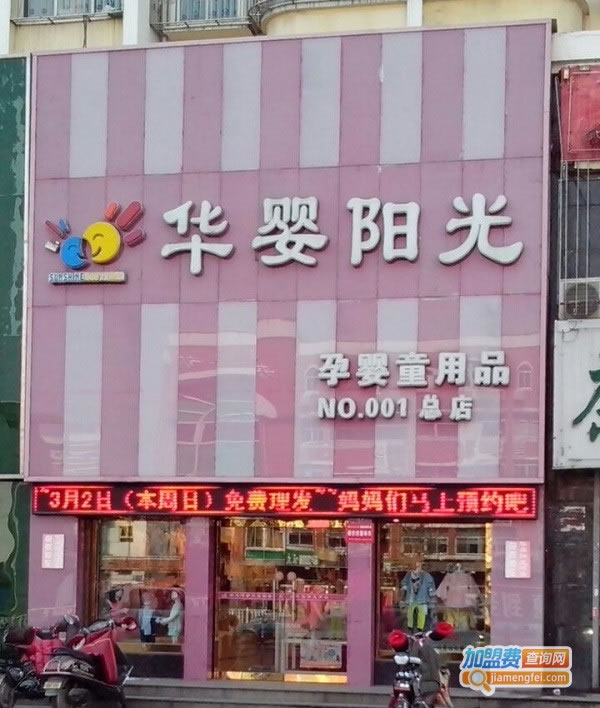 华婴阳光
SUNSHINE
孕婴童用品
NO.001 总店
~3月2日（本周日）免费理发~~妈妈们马上预约吧
加盟费查询网
jiamengfei.com